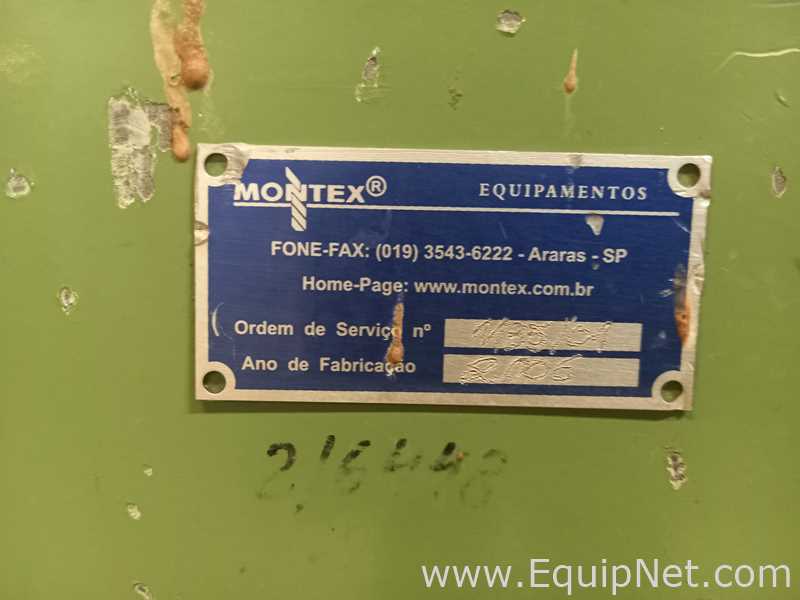 MONTEX® EQUIPAMENTOS
FONE-FAX: (019) 3543-6222 - Araras - SP
Home-Page: www.montex.com.br
Ordem de Serviço nº
Ano de Fabricação 2006
www.EquipNet.com